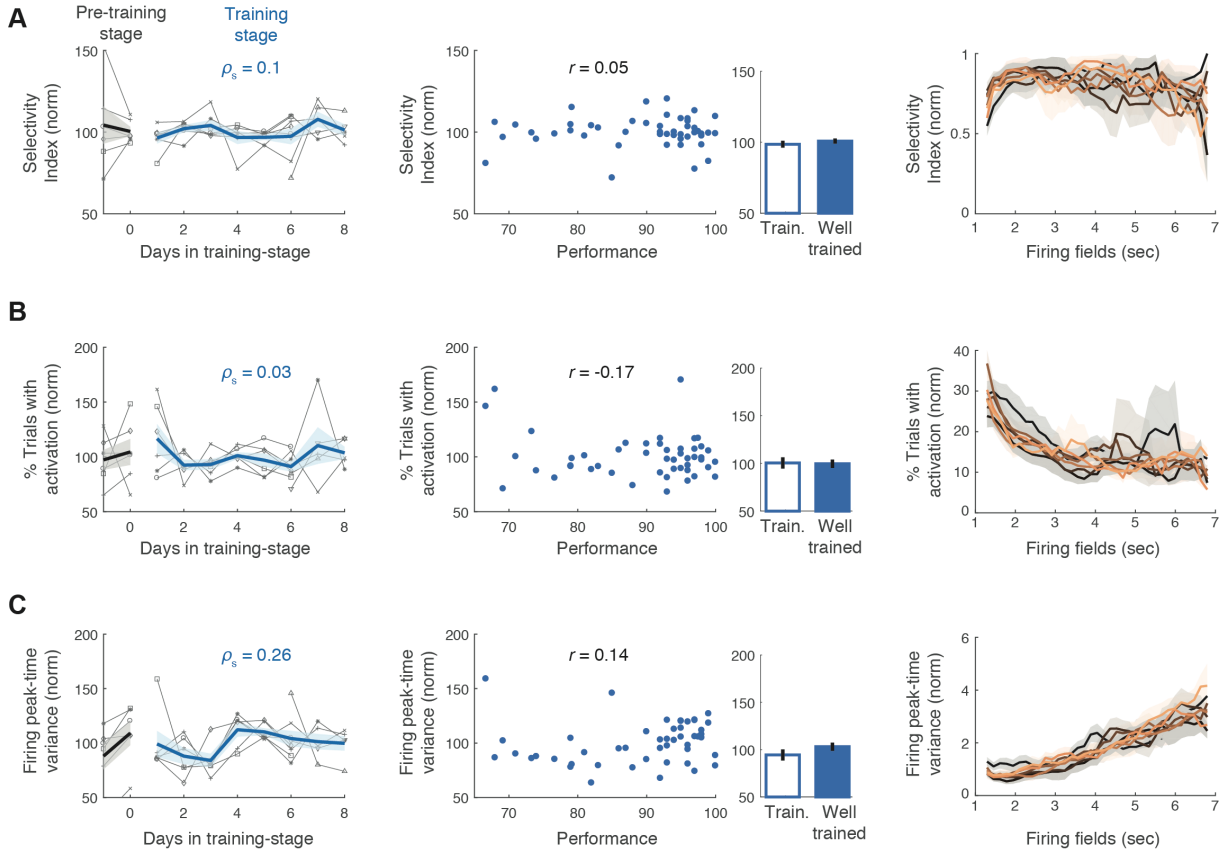 A
Pre-training
stage
Training
stage
ρs = 0.1
Selectivity
Index (norm)
150
100
50
0 2 4 6 8
Days in training-stage
r = 0.05
Selectivity
Index (norm)
150
100
50
70 80 90 100
Performance
150
100
50
Train. Well
trained
Selectivity
Index (norm)
1
0.5
0
1 2 3 4 5 6 7
Firing fields (sec)
B
ρs = 0.03
% Trials with
activation (norm)
200
150
100
50
0 2 4 6 8
Days in training-stage
r = -0.17
% Trials with
activation (norm)
200
150
100
50
70 80 90 100
Performance
200
150
100
50
Train. Well
trained
% Trials with
activation (norm)
40
30
20
10
0
1 2 3 4 5 6 7
Firing fields (sec)
C
ρs = 0.26
Firing peak-time
variance (norm)
200
150
100
50
0 2 4 6 8
Days in training-stage
r = 0.14
Firing peak-time
variance (norm)
200
150
100
50
70 80 90 100
Performance
200
150
100
50
Train. Well
trained
Firing peak-time
variance (norm)
6
4
2
0
1 2 3 4 5 6 7
Firing fields (sec)